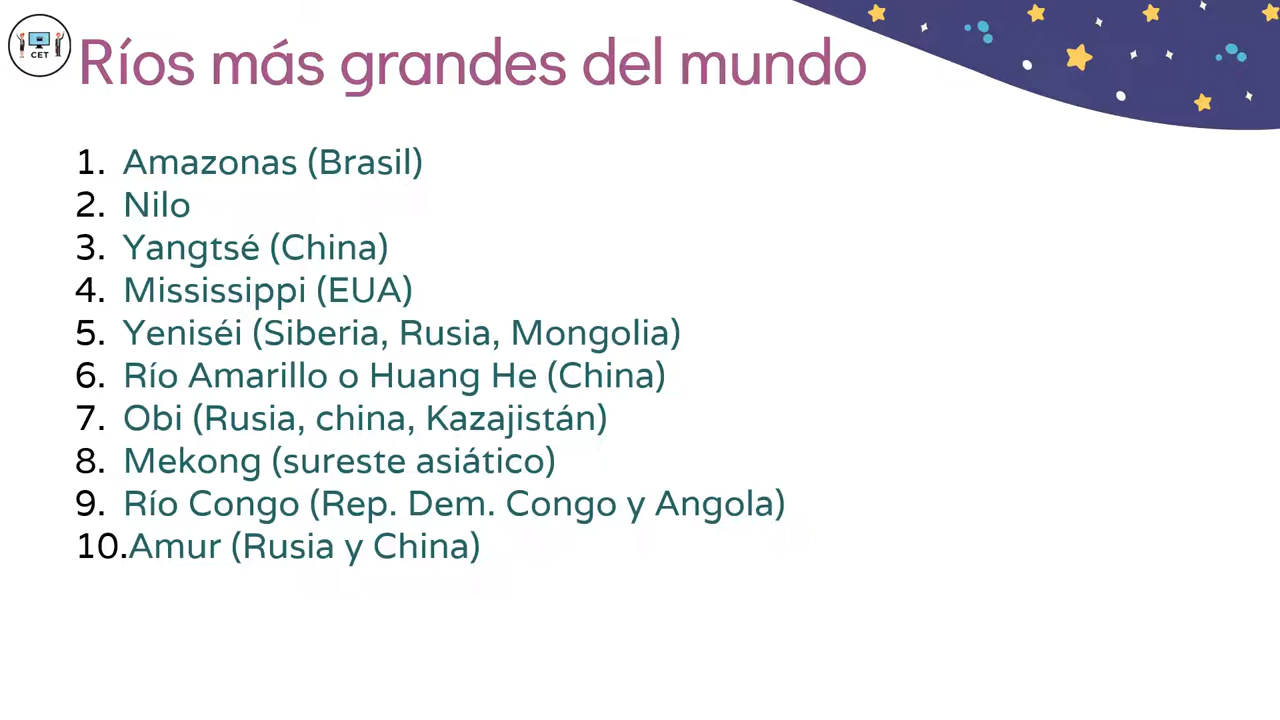 CET
Ríos más grandes del mundo
1. Amazonas (Brasil)
2. Nilo
3. Yangtsé (China)
4. Mississippi (EUA)
5. Yeniséi (Siberia, Rusia, Mongolia)
6. Río Amarillo o Huang He (China)
7. Obi (Rusia, china, Kazajistán)
8. Mekong (sureste asiático)
9. Río Congo (Rep. Dem. Congo y Angola)
10.Amur (Rusia y China)